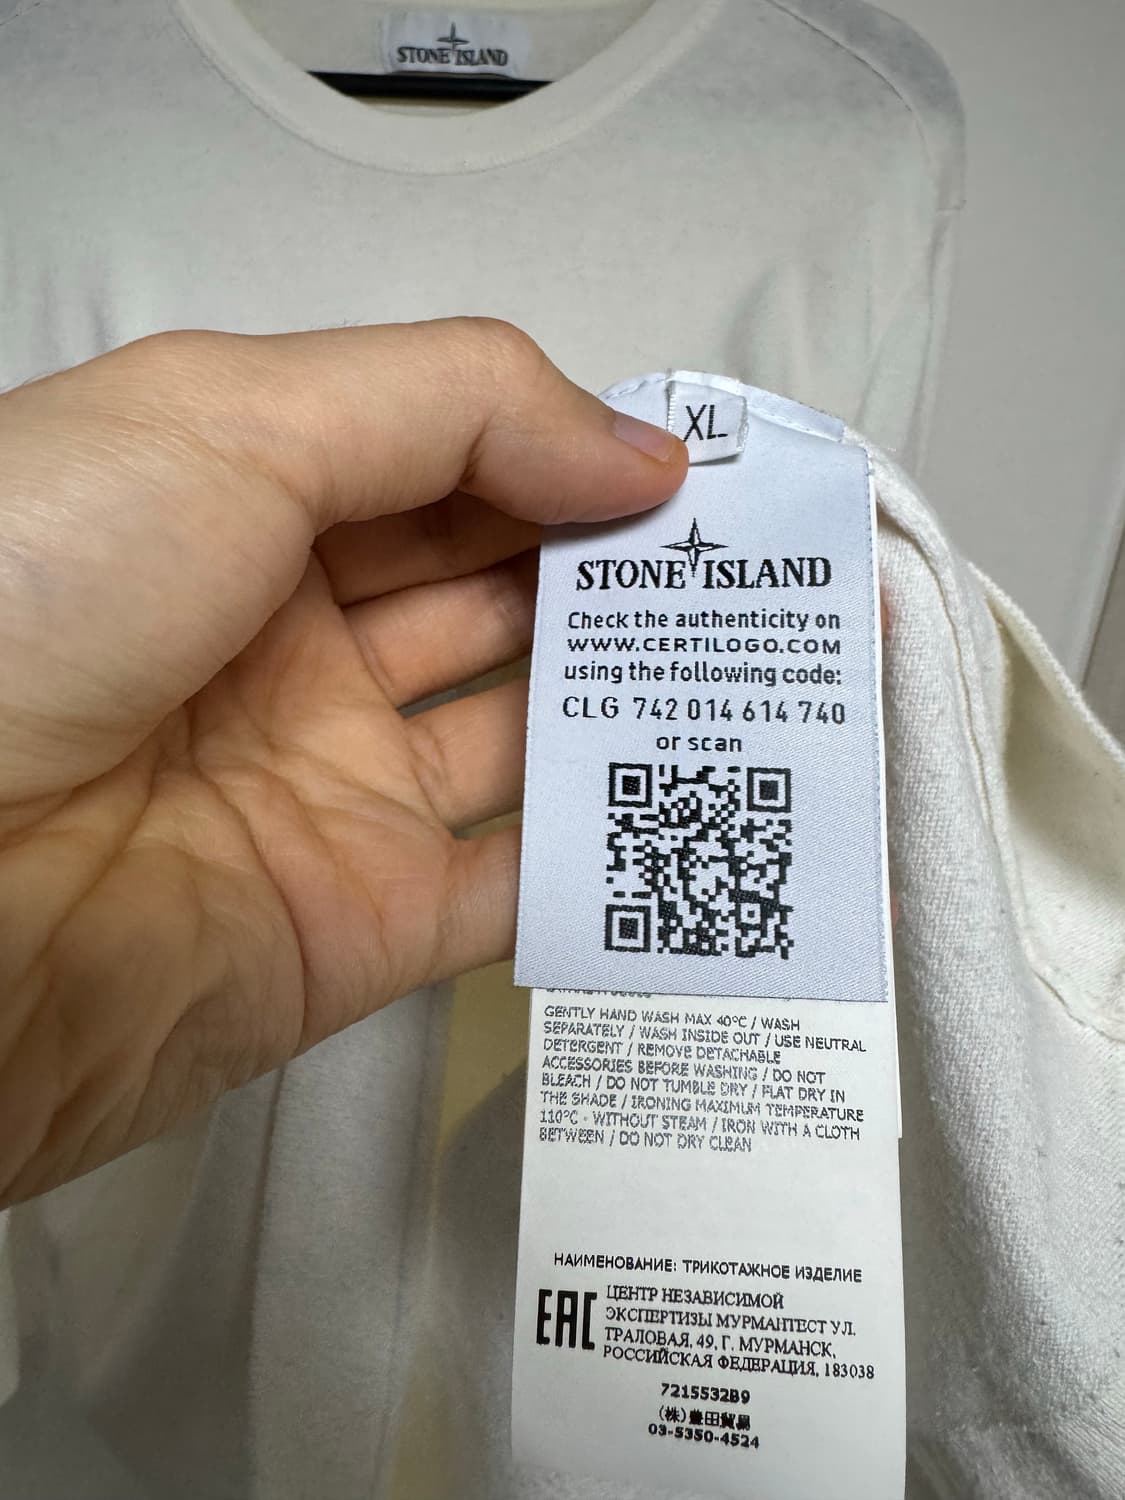 STONE ISLAND
XL
STONE ISLAND
Check the authenticity on
WWW.CERTILOGO.COM
using the following code:
CLG 742 014 614 740
or scan
GENTLY HAND WASH MAX 40°C / WASH
SEPARATELY / WASH INSIDE OUT / USE NEUTRAL
DETERGENT / REMOVE DETACHABLE
ACCESSORIES BEFORE WASHING / DO NOT
BLEACH / DO NOT TUMBLE DRY / FLAT DRY IN
THE SHADE / IRONING MAXIMUM TEMPERATURE
110°C - WITHOUT STEAM / IRON WITH A CLOTH
BETWEEN / DO NOT DRY CLEAN
НАИМЕНОВАНИЕ: ТРИКОТАЖНОЕ ИЗДЕЛИЕ
EAC
ЦЕНТР НЕЗАВИСИМОЙ
ЭКСПЕРТИЗЫ МУРМАНТЕСТ УЛ.
ТРАЛОВАЯ, 49, Г. МУРМАНСК,
РОССИЙСКАЯ ФЕДЕРАЦИЯ, 183038
7215532B9
(株)豊田貿易
03-5350-4524